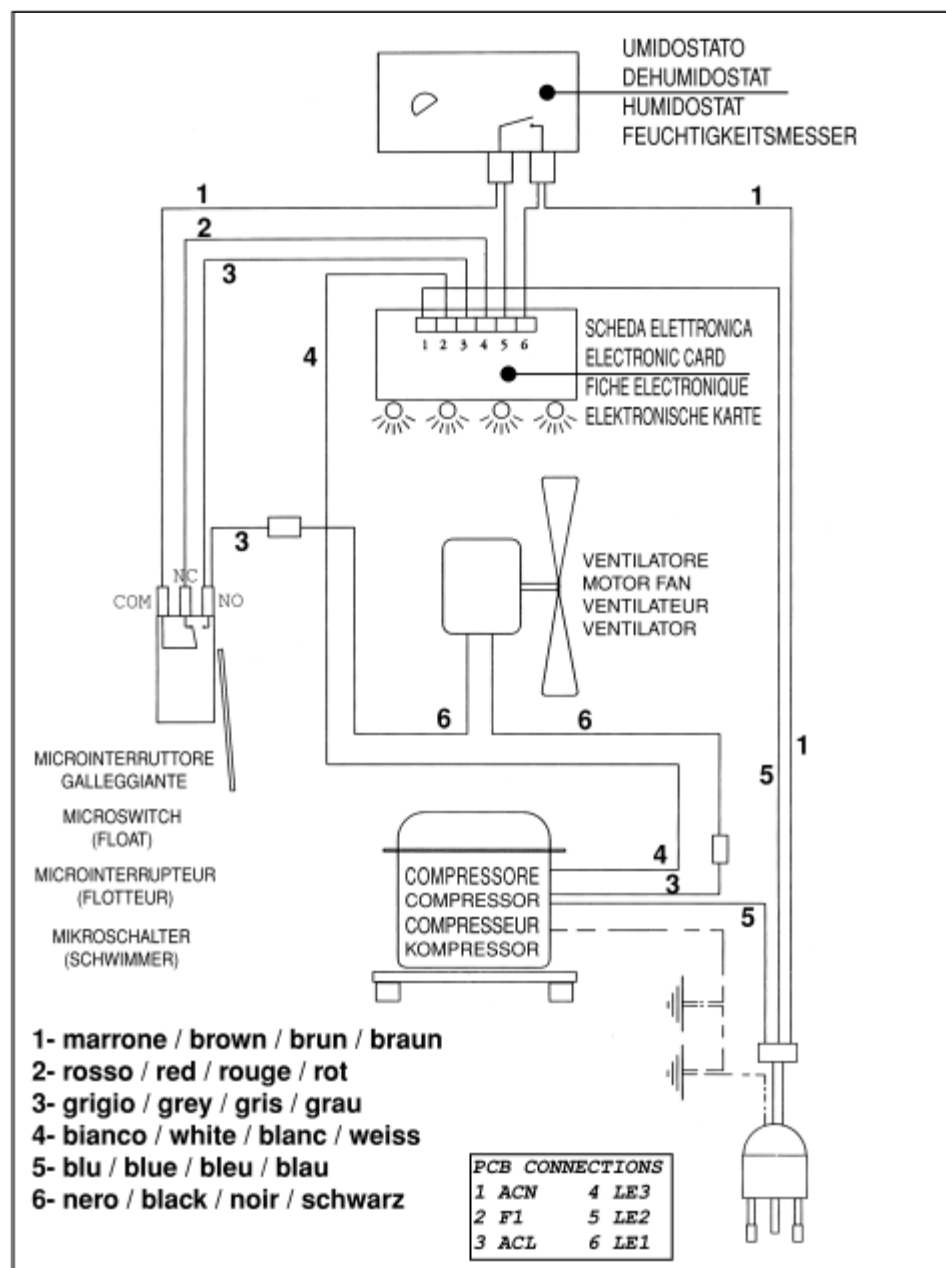 UMIDOSTATO
DEHUMIDOSTAT
HUMIDOSTAT
FEUCHTIGKEITSMESSER
1
1
2
3
4
1 2 3 4 5 6
SCHEDA ELETTRONICA
ELECTRONIC CARD
FICHE ELECTRONIQUE
ELEKTRONISCHE KARTE
3
NC
COM
NO
VENTILATORE
MOTOR FAN
VENTILATEUR
VENTILATOR
6
6
1
5
MICROINTERRUTTORE
GALLEGGIANTE
MICROSWITCH
(FLOAT)
MICROINTERRUPTEUR
(FLOTTEUR)
MIKROSCHALTER
(SCHWIMMER)
COMPRESSORE
COMPRESSOR
COMPRESSEUR
KOMPRESSOR
4
3
5
1- marrone / brown / brun / braun
2- rosso / red / rouge / rot
3- grigio / grey / gris / grau
4- bianco / white / blanc / weiss
5- blu / blue / bleu / blau
6- nero / black / noir / schwarz
PCB CONNECTIONS
1 ACN 4 LE3
2 F1 5 LE2
3 ACL 6 LE1